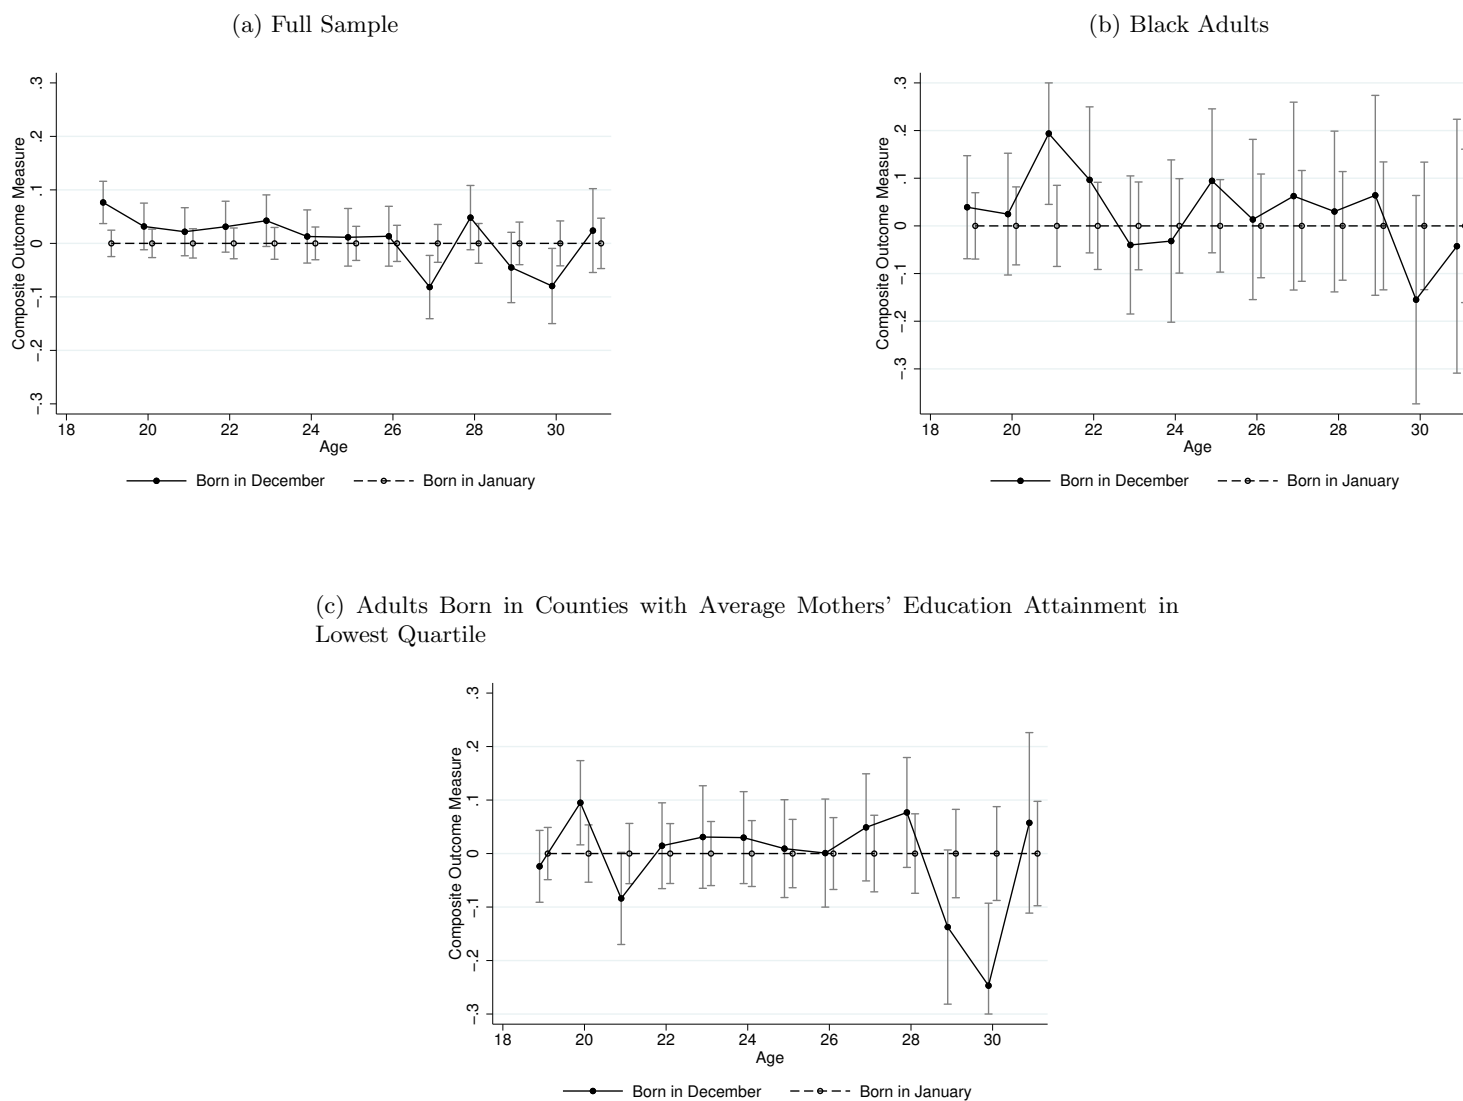 (a) Full Sample
.3
.2
.1
0
-.1
-.2
-.3
Composite Outcome Measure
18 20 22 24 26 28 30
Age
Born in December Born in January
(b) Black Adults
.3
.2
.1
0
-.1
-.2
-.3
Composite Outcome Measure
18 20 22 24 26 28 30
Age
Born in December Born in January
(c) Adults Born in Counties with Average Mothers' Education Attainment in
Lowest Quartile
.3
.2
.1
0
-.1
-.2
-.3
Composite Outcome Measure
18 20 22 24 26 28 30
Age
Born in December Born in January